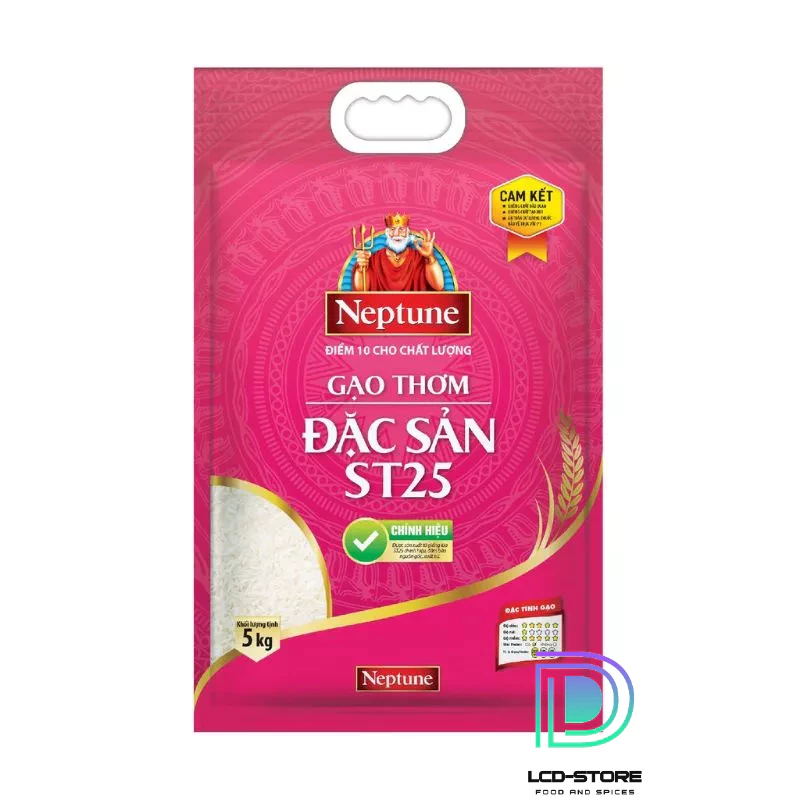 CAM KẾT
Neptune
ĐIỂM 10 CHO CHẤT LƯỢNG
GẠO THƠM
ĐẶC SẢN
ST25
CHÍNH HIỆU
Khối lượng tịnh
5 kg
ĐẶC TÍNH GẠO
Neptune
LCD-STORE
FOOD AND SPICES